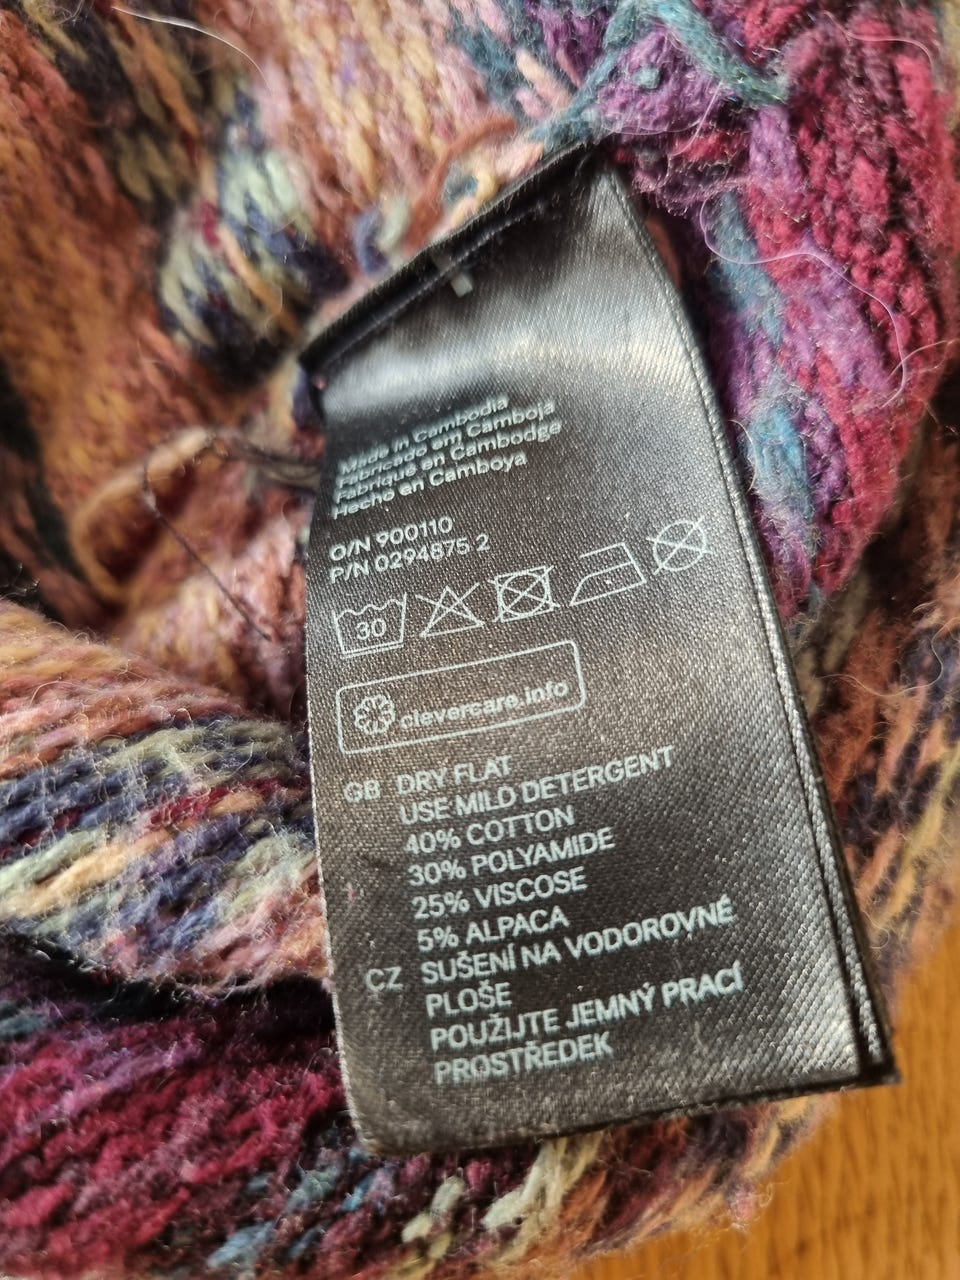 Made in Cambodia
Fabricado em Camboja
Fabriqué en Cambodge
Hecho en Camboya
O/N 900110
P/N 0294875 2
30
clevercare.info
GB DRY FLAT
USE MILD DETERGENT
40% COTTON
30% POLYAMIDE
25% VISCOSE
5% ALPACA
CZ SUŠENÍ NA VODOROVNÉ
PLOŠE
POUŽIJTE JEMNÝ PRACÍ
PROSTŘEDEK